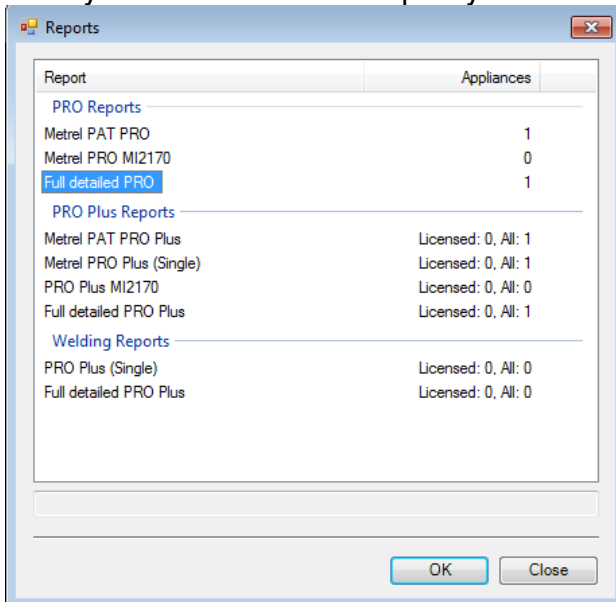 Reports
Report Appliances
PRO Reports
Metrel PAT PRO 1
Metrel PRO MI2170 0
Full detailed PRO 1
PRO Plus Reports
Metrel PAT PRO Plus Licensed: 0, All: 1
Metrel PRO Plus (Single) Licensed: 0, All: 1
PRO Plus MI2170 Licensed: 0, All: 0
Full detailed PRO Plus Licensed: 0, All: 1
Welding Reports
PRO Plus (Single) Licensed: 0, All: 0
Full detailed PRO Plus Licensed: 0, All: 0
OK Close